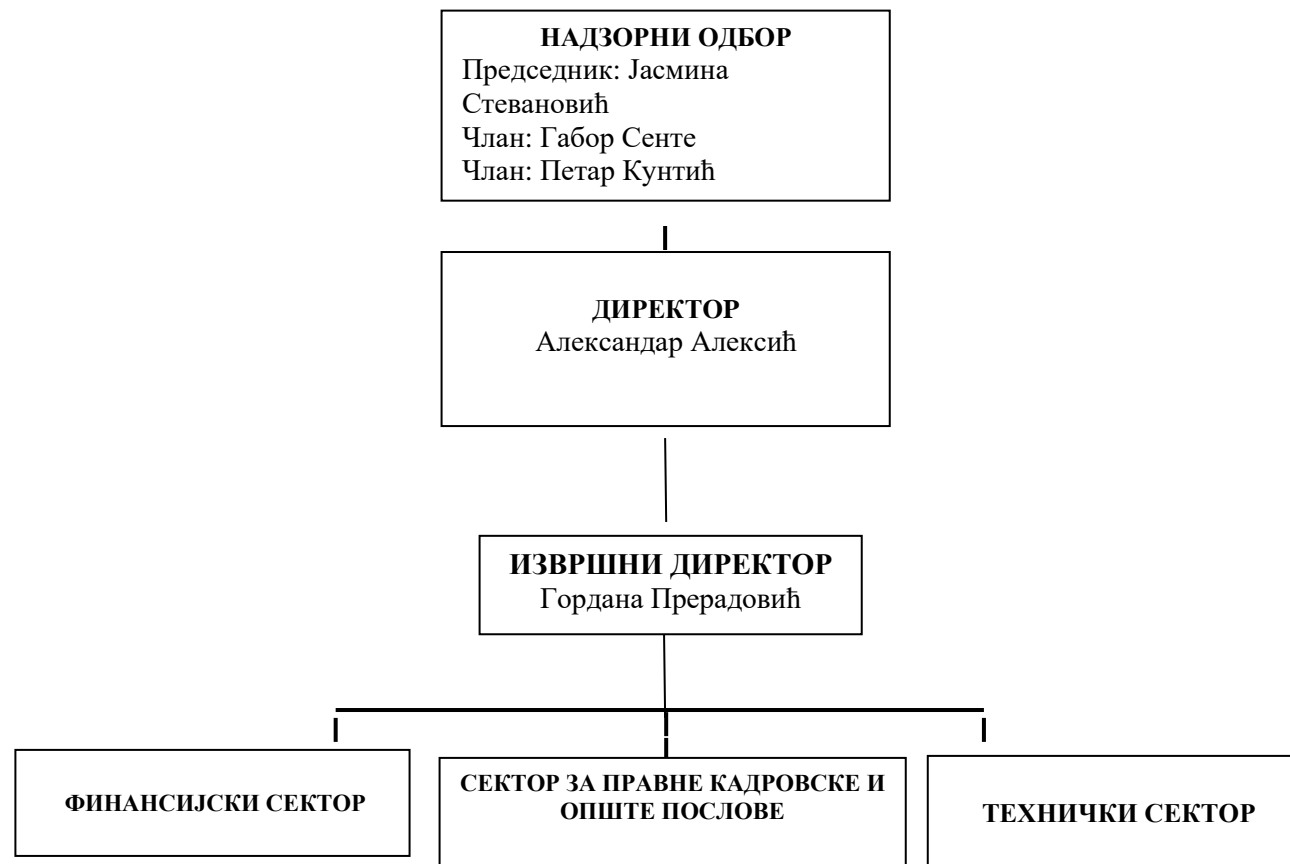 НАДЗОРНИ ОДБОР
Председник: Јасмина
Стевановић
Члан: Габор Сенте
Члан: Петар Кунтић
ДИРЕКТОР
Александар Алексић
ИЗВРШНИ ДИРЕКТОР
Гордана Прерадовић
ФИНАНСИЈСКИ СЕКТОР
СЕКТОР ЗА ПРАВНЕ КАДРОВСКЕ И
ОПШТЕ ПОСЛОВЕ
ТЕХНИЧКИ СЕКТОР